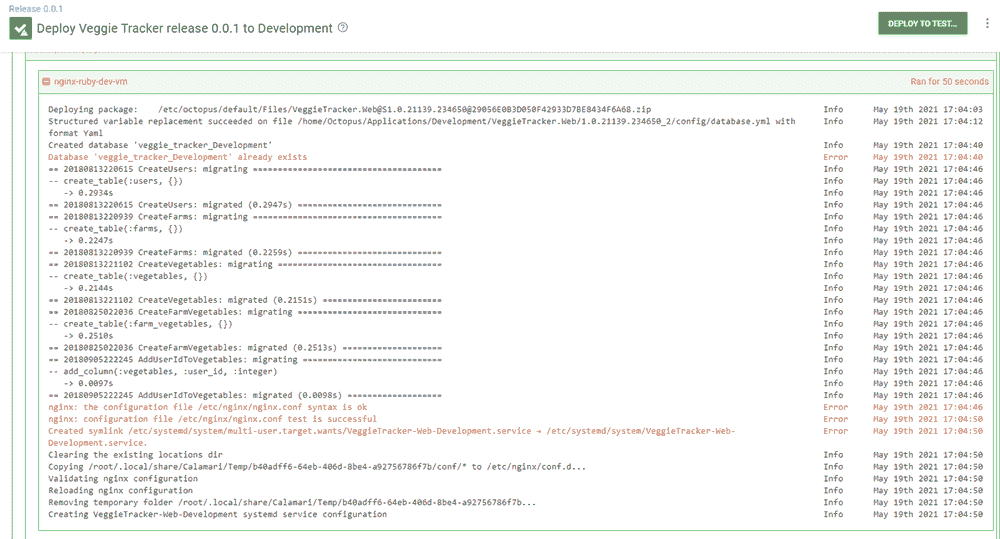 Release 0.0.1
Deploy Veggie Tracker release 0.0.1 to Development
DEPLOY TO TEST...
nginx-ruby-dev-vm Ran for 50 seconds
Deploying package: /etc/octopus/default/Files/VeggieTracker.Web@S1.0.21139.234650@29056E0B3D050F42933D7BE8434F6A68.zip Info May 19th 2021 17:04:03
Structured variable replacement succeeded on file /home/Octopus/Applications/Development/VeggieTracker.Web/1.0.21139.234650_2/config/database.yml with Info May 19th 2021 17:04:12
format Yaml
Created database 'veggie_tracker_Development' Info May 19th 2021 17:04:40
Database 'veggie_tracker_Development' already exists Error May 19th 2021 17:04:40
== 20180813220615 CreateUsers: migrating ====================================== Info May 19th 2021 17:04:46
-- create_table(:users, {}) Info May 19th 2021 17:04:46
-> 0.2934s Info May 19th 2021 17:04:46
== 20180813220615 CreateUsers: migrated (0.2947s) ============================= Info May 19th 2021 17:04:46
== 20180813220939 CreateFarms: migrating ====================================== Info May 19th 2021 17:04:46
-- create_table(:farms, {}) Info May 19th 2021 17:04:46
-> 0.2247s Info May 19th 2021 17:04:46
== 20180813220939 CreateFarms: migrated (0.2259s) ============================= Info May 19th 2021 17:04:46
== 20180813221102 CreateVegetables: migrating ================================= Info May 19th 2021 17:04:46
-- create_table(:vegetables, {}) Info May 19th 2021 17:04:46
-> 0.2144s Info May 19th 2021 17:04:46
== 20180813221102 CreateVegetables: migrated (0.2151s) ======================== Info May 19th 2021 17:04:46
== 20180825022036 CreateFarmVegetables: migrating ============================= Info May 19th 2021 17:04:46
-- create_table(:farm_vegetables, {}) Info May 19th 2021 17:04:46
-> 0.2510s Info May 19th 2021 17:04:46
== 20180825022036 CreateFarmVegetables: migrated (0.2513s) ==================== Info May 19th 2021 17:04:46
== 20180905222245 AddUserIdToVegetables: migrating ============================ Info May 19th 2021 17:04:46
-- add_column(:vegetables, :user_id, :integer) Info May 19th 2021 17:04:46
-> 0.0097s Info May 19th 2021 17:04:46
== 20180905222245 AddUserIdToVegetables: migrated (0.0098s) =================== Info May 19th 2021 17:04:46
nginx: the configuration file /etc/nginx/nginx.conf syntax is ok Error May 19th 2021 17:04:46
nginx: configuration file /etc/nginx/nginx.conf test is successful Error May 19th 2021 17:04:50
Created symlink /etc/systemd/system/multi-user.target.wants/VeggieTracker-Web-Development.service → /etc/systemd/system/VeggieTracker-Web- Error May 19th 2021 17:04:50
Development.service.
Clearing the existing locations dir Info May 19th 2021 17:04:50
Copying /root/.local/share/Calamari/Temp/b40adff6-64eb-406d-8be4-a92756786f7b/conf/* to /etc/nginx/conf.d... Info May 19th 2021 17:04:50
Validating nginx configuration Info May 19th 2021 17:04:50
Reloading nginx configuration Info May 19th 2021 17:04:50
Removing temporary folder /root/.local/share/Calamari/Temp/b40adff6-64eb-406d-8be4-a92756786f7b... Info May 19th 2021 17:04:50
Creating VeggieTracker-Web-Development systemd service configuration Info May 19th 2021 17:04:50